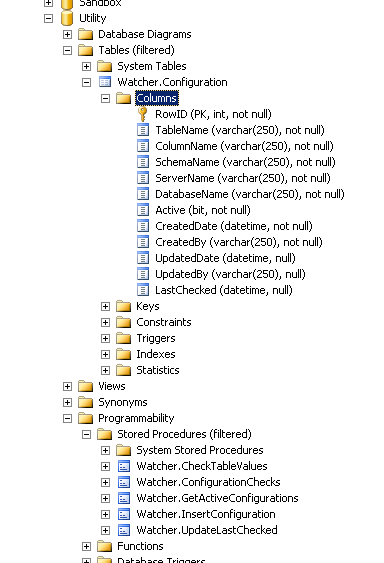 Sandbox
Utility
Database Diagrams
Tables (filtered)
System Tables
Watcher.Configuration
Columns
RowID (PK, int, not null)
TableName (varchar(250), not null)
ColumnName (varchar(250), not null)
SchemaName (varchar(250), not null)
ServerName (varchar(250), not null)
DatabaseName (varchar(250), not null)
Active (bit, not null)
CreatedDate (datetime, not null)
CreatedBy (varchar(250), not null)
UpdatedDate (datetime, null)
UpdatedBy (varchar(250), null)
LastChecked (datetime, null)
Keys
Constraints
Triggers
Indexes
Statistics
Views
Synonyms
Programmability
Stored Procedures (filtered)
System Stored Procedures
Watcher.CheckTableValues
Watcher.ConfigurationChecks
Watcher.GetActiveConfigurations
Watcher.InsertConfiguration
Watcher.UpdateLastChecked
Functions
Database Triggers